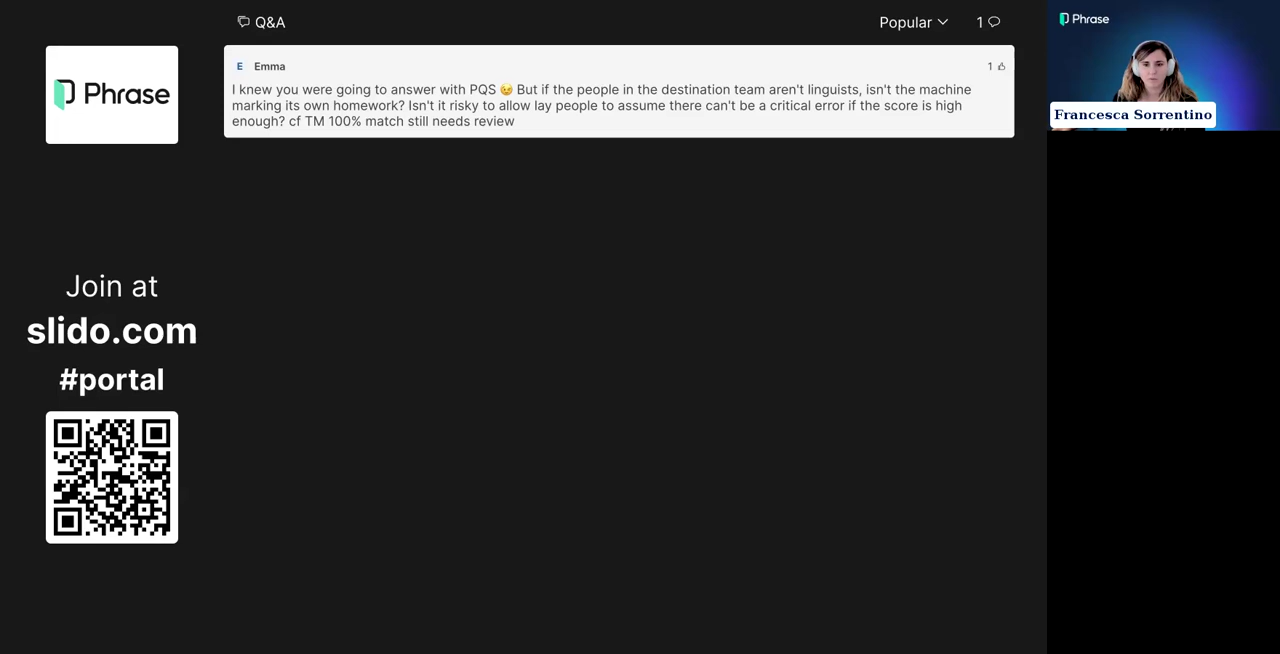 Q&A
Popular
1
Phrase
Phrase
E Emma
1
I knew you were going to answer with PQS 😉 But if the people in the destination team aren't linguists, isn't the machine
marking its own homework? Isn't it risky to allow lay people to assume there can't be a critical error if the score is high
enough? cf TM 100% match still needs review
Francesca Sorrentino
Join at
slido.com
#portal